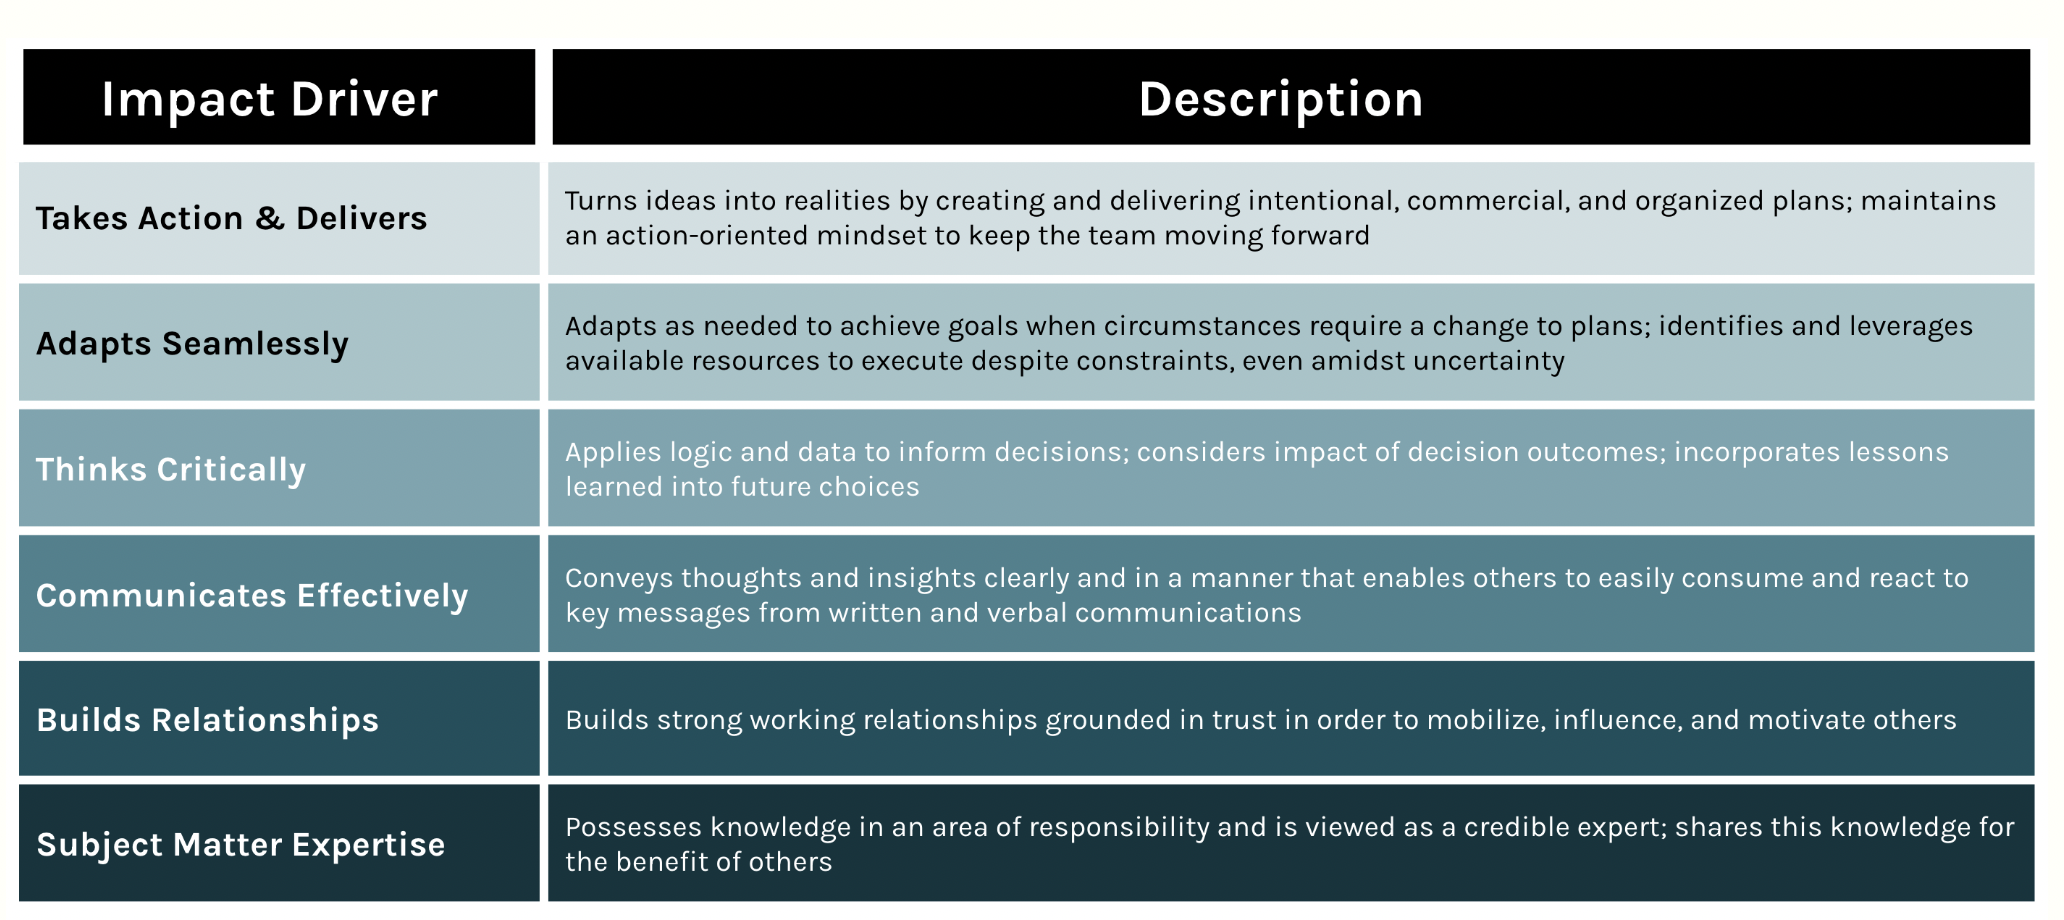 Impact Driver
Description
Takes Action & Delivers
Turns ideas into realities by creating and delivering intentional, commercial, and organized plans; maintains
an action-oriented mindset to keep the team moving forward
Adapts Seamlessly
Adapts as needed to achieve goals when circumstances require a change to plans; identifies and leverages
available resources to execute despite constraints, even amidst uncertainty
Thinks Critically
Applies logic and data to inform decisions; considers impact of decision outcomes; incorporates lessons
learned into future choices
Communicates Effectively
Conveys thoughts and insights clearly and in a manner that enables others to easily consume and react to
key messages from written and verbal communications
Builds Relationships
Builds strong working relationships grounded in trust in order to mobilize, influence, and motivate others
Subject Matter Expertise
Possesses knowledge in an area of responsibility and is viewed as a credible expert; shares this knowledge for
the benefit of others